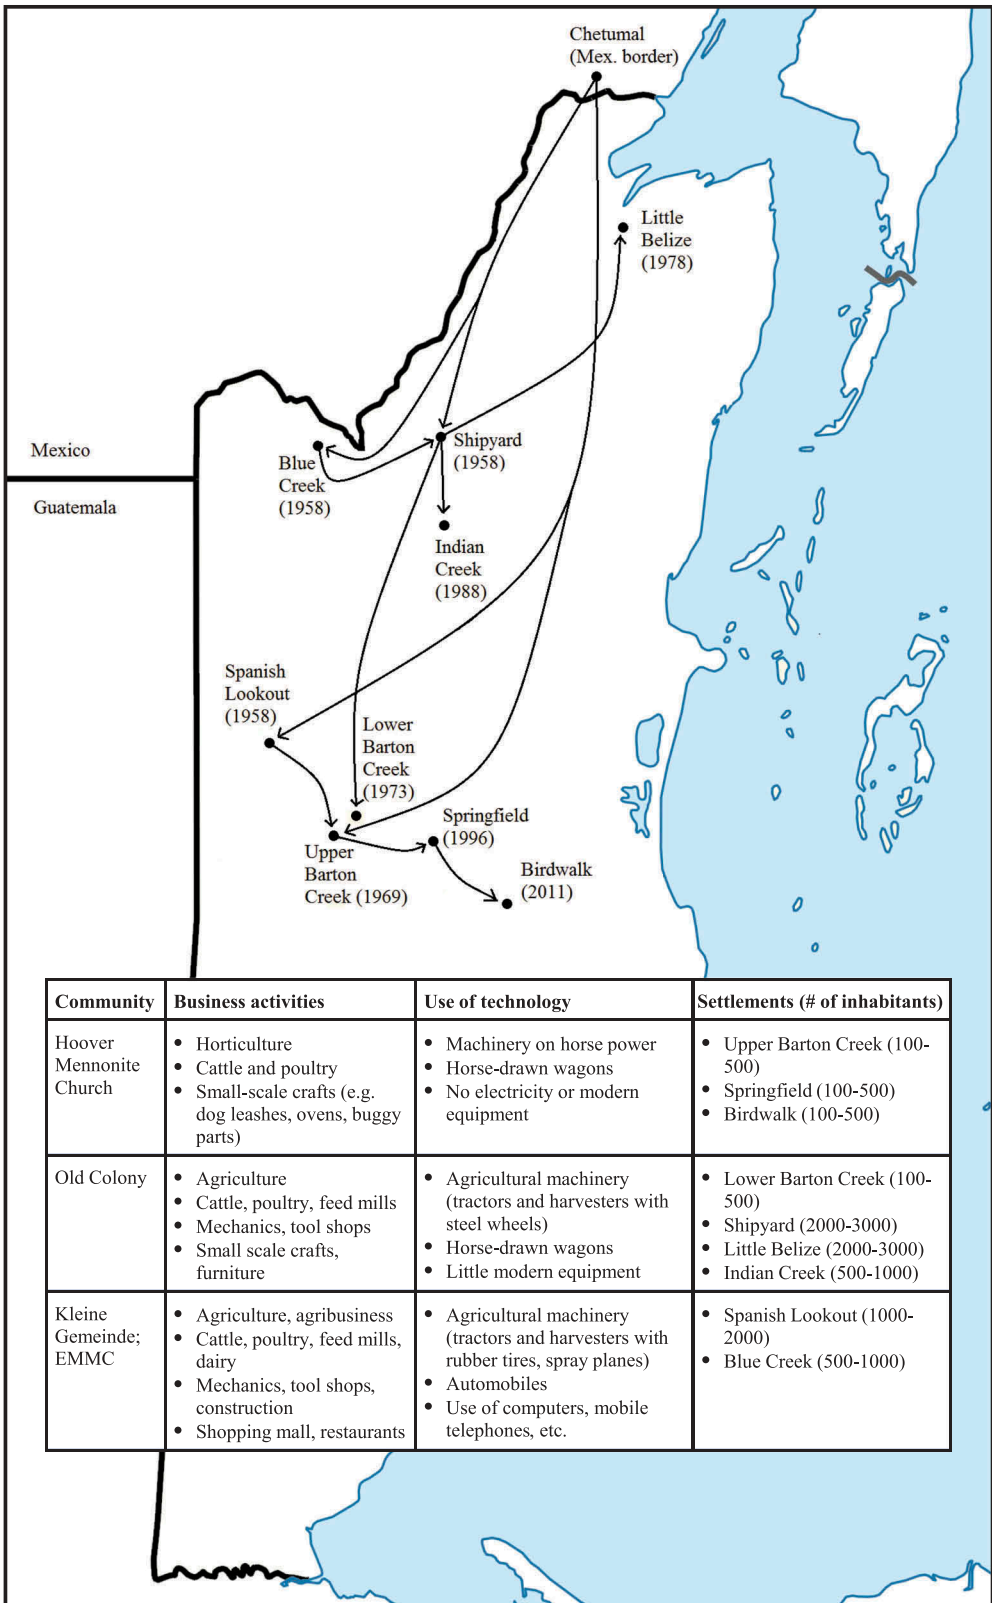 Chetumal
(Mex. border)
Little
Belize
(1978)
Mexico
Guatemala
Blue
Creek
(1958)
Shipyard
(1958)
Indian
Creek
(1988)
Spanish
Lookout
(1958)
Lower
Barton
Creek
(1973)
Springfield
(1996)
Upper
Barton
Creek (1969)
Birdwalk
(2011)
Community
Business activities
Use of technology
Settlements (# of inhabitants)
Hoover
Mennonite
Church
• Horticulture
• Cattle and poultry
• Small-scale crafts (e.g.
dog leashes, ovens, buggy
parts)
• Machinery on horse power
• Horse-drawn wagons
• No electricity or modern
equipment
• Upper Barton Creek (100-
500)
• Springfield (100-500)
• Birdwalk (100-500)
Old Colony
• Agriculture
• Cattle, poultry, feed mills
• Mechanics, tool shops
• Small scale crafts,
furniture
• Agricultural machinery
(tractors and harvesters with
steel wheels)
• Horse-drawn wagons
• Little modern equipment
• Lower Barton Creek (100-
500)
• Shipyard (2000-3000)
• Little Belize (2000-3000)
• Indian Creek (500-1000)
Kleine
Gemeinde;
EMMC
• Agriculture, agribusiness
• Cattle, poultry, feed mills,
dairy
• Mechanics, tool shops,
construction
• Shopping mall, restaurants
• Agricultural machinery
(tractors and harvesters with
rubber tires, spray planes)
• Automobiles
• Use of computers, mobile
telephones, etc.
• Spanish Lookout (1000-
2000)
• Blue Creek (500-1000)